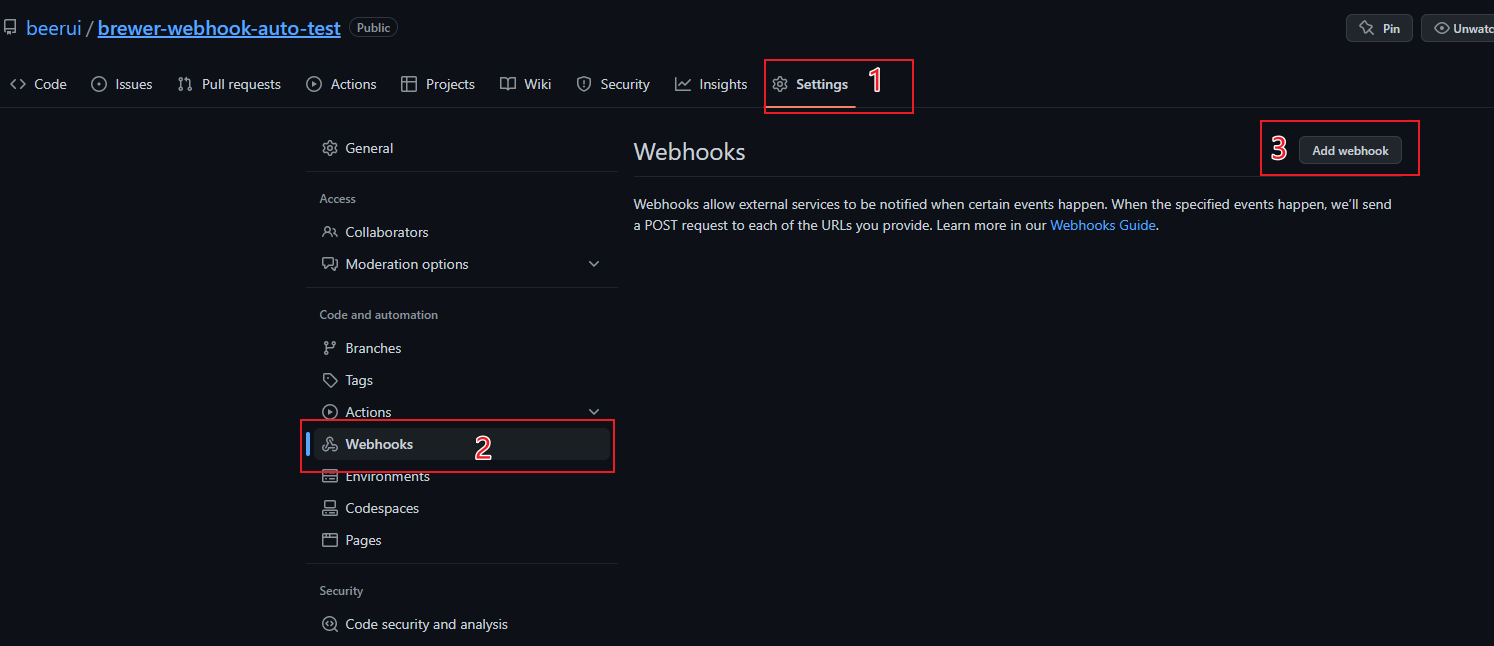 beerui / brewer-webhook-auto-test Public
Pin
Unwatc
Code Issues Pull requests Actions Projects Wiki Security Insights Settings 1
General
Access
Collaborators
Moderation options
Code and automation
Branches
Tags
Actions
Webhooks 2
Environments
Codespaces
Pages
Security
Code security and analysis
Webhooks
3 Add webhook
Webhooks allow external services to be notified when certain events happen. When the specified events happen, we’ll send
a POST request to each of the URLs you provide. Learn more in our Webhooks Guide.